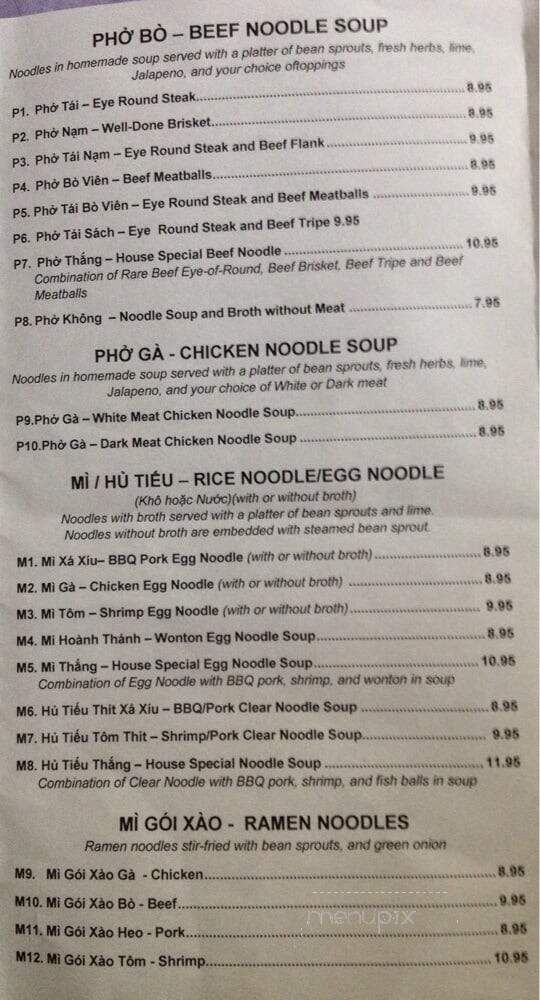 PHỞ BÒ – BEEF NOODLE SOUP
Noodles in homemade soup served with a platter of bean sprouts, fresh herbs, lime,
Jalapeno, and your choice oftoppings
P1. Phở Tái – Eye Round Steak 8.95
P2. Phở Nạm – Well-Done Brisket 8.95
P3. Phở Tái Nạm – Eye Round Steak and Beef Flank 9.95
P4. Phở Bò Viên – Beef Meatballs 8.95
P5. Phở Tái Bò Viên – Eye Round Steak and Beef Meatballs 9.95
P6. Phở Tái Sách – Eye Round Steak and Beef Tripe 9.95
P7. Phở Thắng – House Special Beef Noodle 10.95
Combination of Rare Beef Eye-of-Round, Beef Brisket, Beef Tripe and Beef
Meatballs
P8. Phở Không – Noodle Soup and Broth without Meat 7.95
PHỞ GÀ - CHICKEN NOODLE SOUP
Noodles in homemade soup served with a platter of bean sprouts, fresh herbs, lime,
Jalapeno, and your choice of White or Dark meat
P9.Phở Gà – White Meat Chicken Noodle Soup 8.95
P10.Phở Gà – Dark Meat Chicken Noodle Soup 8.95
MÌ / HỦ TIẾU – RICE NOODLE/EGG NOODLE
(Khô hoặc Nước)(with or without broth)
Noodles with broth served with a platter of bean sprouts and lime.
Noodles without broth are embedded with steamed bean sprout.
M1. Mì Xá Xíu– BBQ Pork Egg Noodle (with or without broth) 8.95
M2. Mì Gà – Chicken Egg Noodle (with or without broth) 8.95
M3. Mì Tôm – Shrimp Egg Noodle (with or without broth) 9.95
M4. Mì Hoành Thánh – Wonton Egg Noodle Soup 8.95
M5. Mì Thắng – House Special Egg Noodle Soup 10.95
Combination of Egg Noodle with BBQ pork, shrimp, and wonton in soup
M6. Hủ Tiếu Thit Xá Xíu – BBQ/Pork Clear Noodle Soup 8.95
M7. Hủ Tiếu Tôm Thit – Shrimp/Pork Clear Noodle Soup 9.95
M8. Hủ Tiếu Thắng – House Special Noodle Soup 11.95
Combination of Clear Noodle with BBQ pork, shrimp, and fish balls in soup
MÌ GÓI XÀO - RAMEN NOODLES
Ramen noodles stir-fried with bean sprouts, and green onion
M9. Mì Gói Xào Gà - Chicken 8.95
M10. Mì Gói Xào Bò - Beef 9.95
menupix
M11. Mì Gói Xào Heo - Pork 8.95
M12. Mì Gói Xào Tôm - Shrimp 10.95